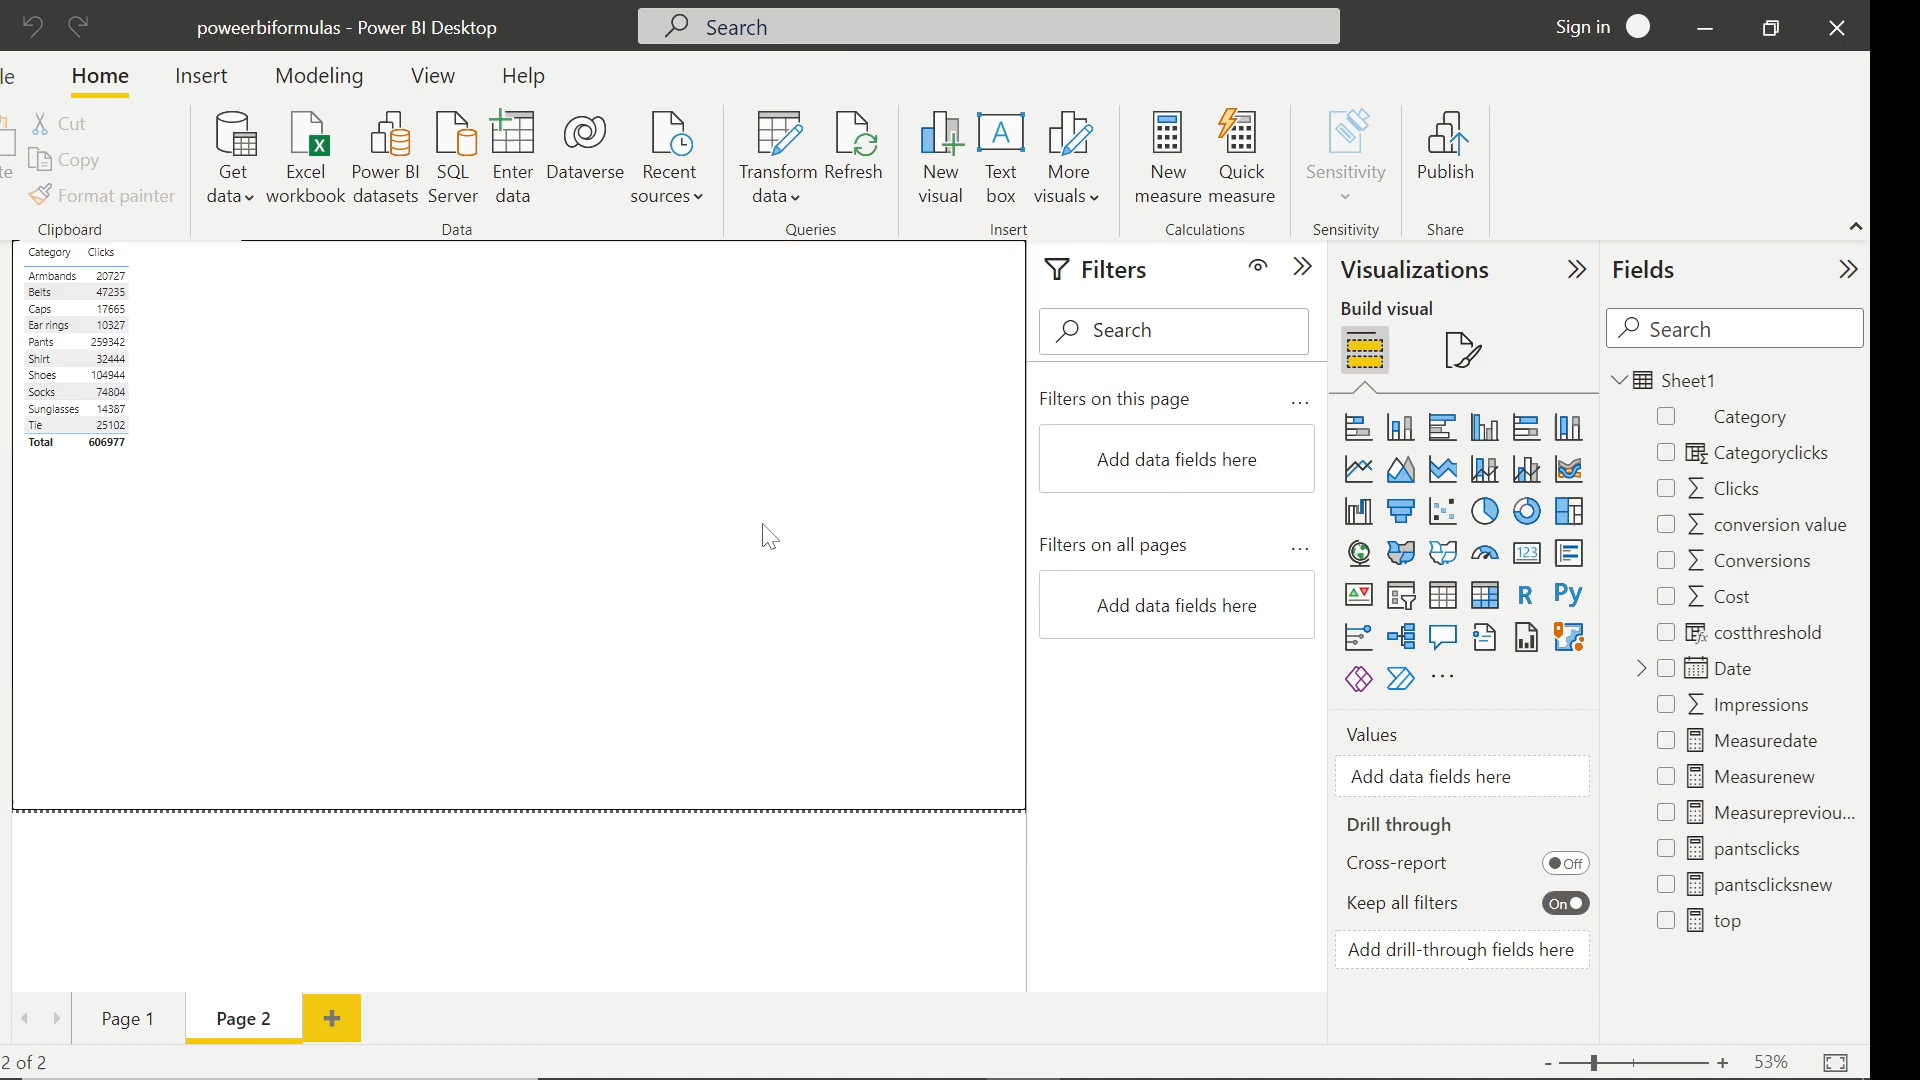 poweerbiformulas - Power BI Desktop
Search
Sign in
le
Home
Insert
Modeling
View
Help
Cut
Copy
te
Format painter
Clipboard
Get data
Excel workbook
Power BI datasets
SQL Server
Enter data
Dataverse
Recent sources
Data
Transform data
Refresh
Queries
New visual
A
Text box
More visuals
Insert
New measure
Quick measure
Calculations
Sensitivity
Sensitivity
Publish
Share
Category Clicks
Armbands 20727
Belts 47235
Caps 17665
Ear rings 10327
Pants 259342
Shirt 32444
Shoes 104944
Socks 74804
Sunglasses 14387
Tie 25102
Total 606977
Filters
Search
Filters on this page ...
Add data fields here
Filters on all pages ...
Add data fields here
Visualizations
Build visual
123
R
Py
...
Values
Add data fields here
Drill through
Cross-report Off
Keep all filters On
Add drill-through fields here
Fields
Search
Sheet1
Category
Categoryclicks
Clicks
conversion value
Conversions
Cost
costthreshold
Date
Impressions
Measuredate
Measurenew
Measurepreviou...
pantsclicks
pantsclicksnew
top
Page 1
Page 2
+
2 of 2
- + 53%